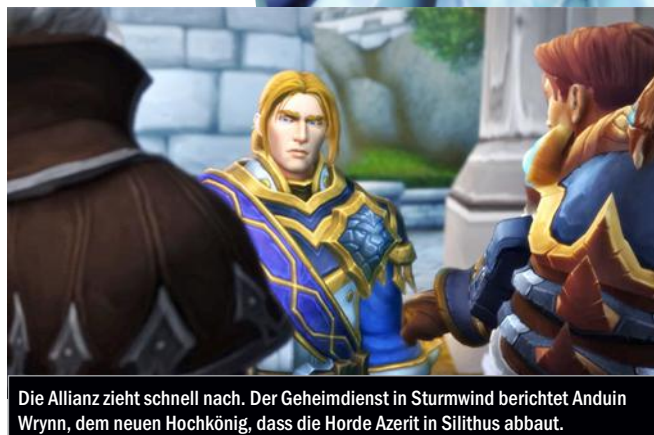 Die Allianz zieht schnell nach. Der Geheimdienst in Sturmwind berichtet Anduin
Wrynn, dem neuen Hochkönig, dass die Horde Azerit in Silithus abbaut.